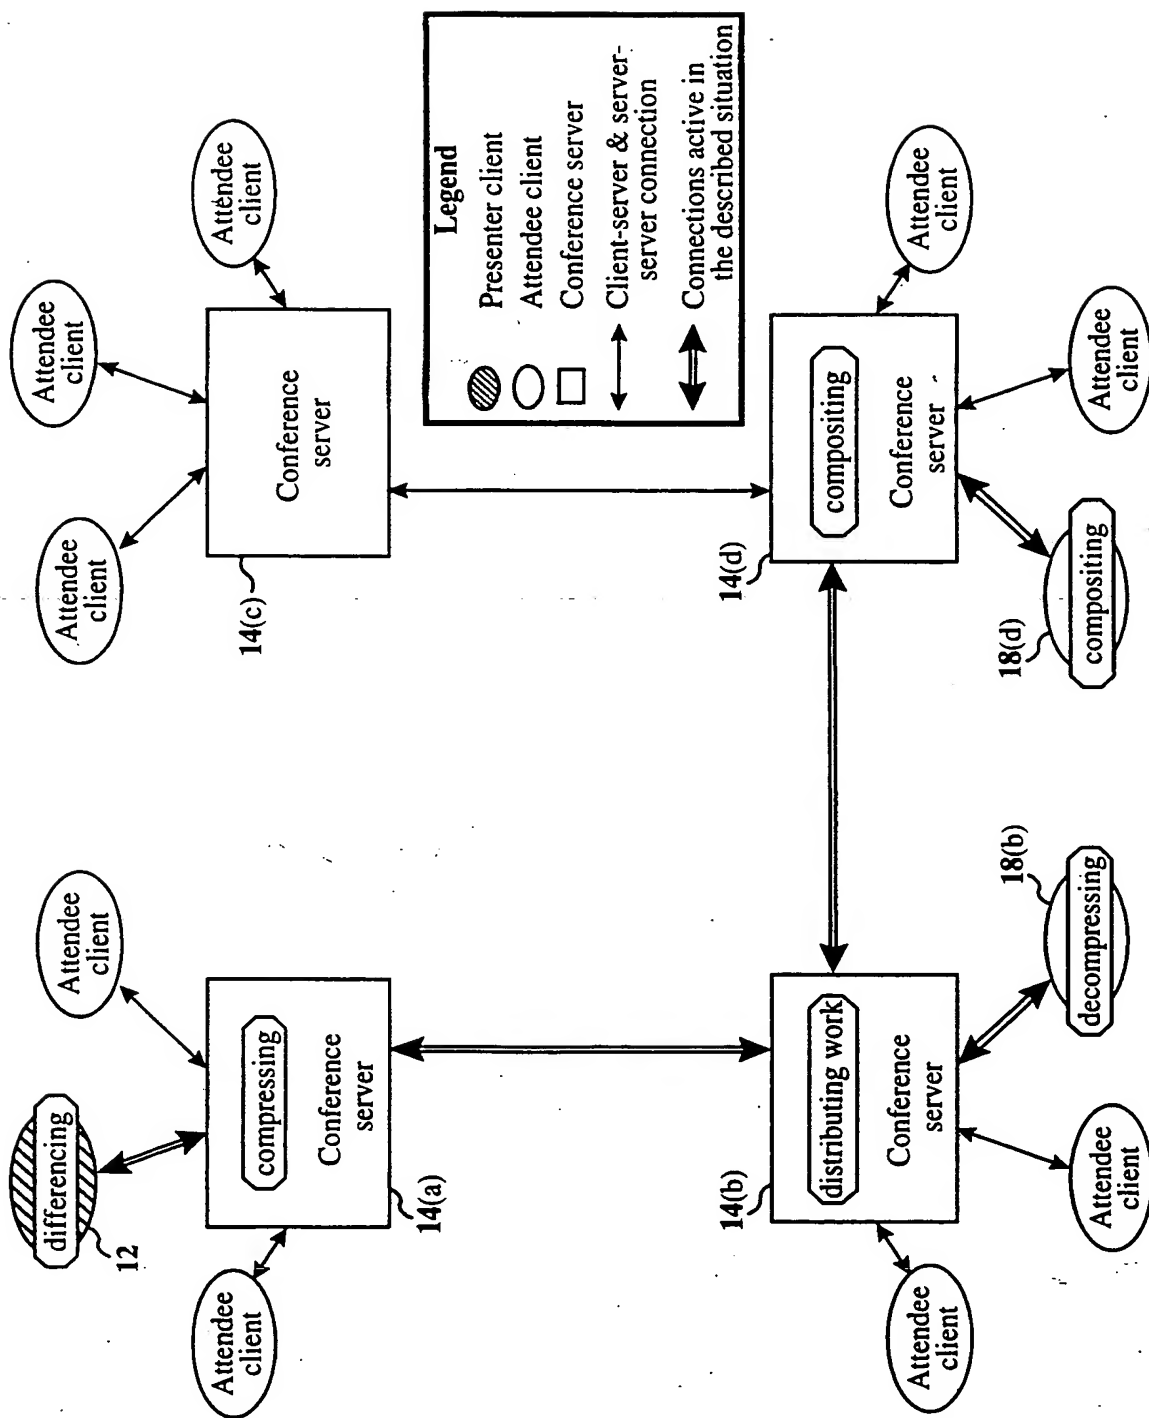 differencing
12
Attendee
client
Attendee
client
compressing
Conference
server
14(a)
Attendee
client
Attendee
client
Attendee
client
Conference
server
14(c)
Legend
Presenter client
Attendee client
Conference server
Client-server & server-
server connection
Connections active in
the described situation
14(b)
distributing work
Conference
server
Attendee
client
Attendee
client
18(b)
decompressing
14(d)
compositing
Conference
server
Attendee
client
18(d)
compositing
Attendee
client